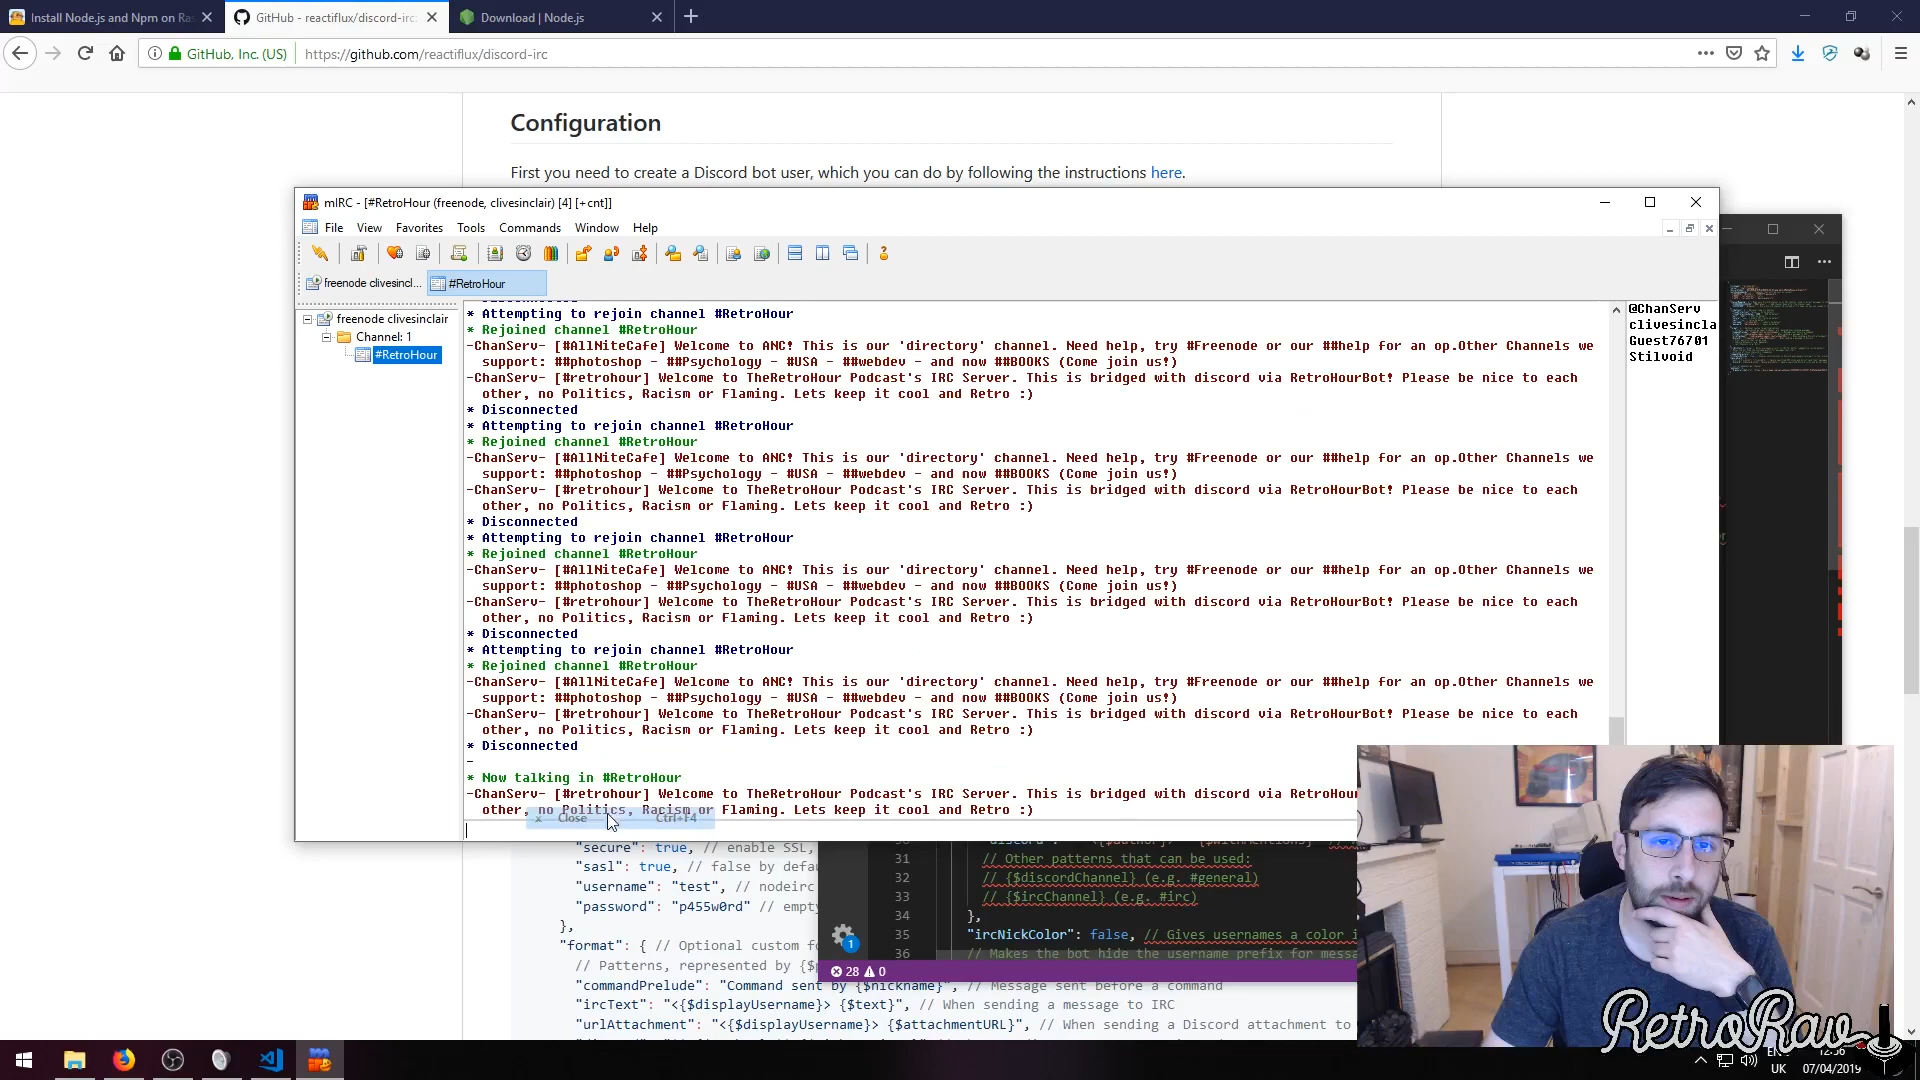 Install Node.js and Npm on Ras
GitHub - reactiflux/discord-irc:
Download | Node.js
GitHub, Inc. (US)
https://github.com/reactiflux/discord-irc
Configuration
First you need to create a Discord bot user, which you can do by following the instructions here.
mIRC - [#RetroHour (freenode, clivesinclair) [4] [+cnt]]
File View Favorites Tools Commands Window Help
freenode clivesincl... #RetroHour
freenode clivesinclair
Channel: 1
#RetroHour
@ChanServ
clivesincla
Guest76701
Stilvoid
* Attempting to rejoin channel #RetroHour
* Rejoined channel #RetroHour
-ChanServ- [#AllNiteCafe] Welcome to ANC! This is our 'directory' channel. Need help, try #Freenode or our ##help for an op.Other Channels we
support: ##photoshop - ##Psychology - #USA - ##webdev - and now ##BOOKS (Come join us!)
-ChanServ- [#retrohour] Welcome to TheRetroHour Podcast's IRC Server. This is bridged with discord via RetroHourBot! Please be nice to each
other, no Politics, Racism or Flaming. Lets keep it cool and Retro :)
* Disconnected
* Attempting to rejoin channel #RetroHour
* Rejoined channel #RetroHour
-ChanServ- [#AllNiteCafe] Welcome to ANC! This is our 'directory' channel. Need help, try #Freenode or our ##help for an op.Other Channels we
support: ##photoshop - ##Psychology - #USA - ##webdev - and now ##BOOKS (Come join us!)
-ChanServ- [#retrohour] Welcome to TheRetroHour Podcast's IRC Server. This is bridged with discord via RetroHourBot! Please be nice to each
other, no Politics, Racism or Flaming. Lets keep it cool and Retro :)
* Disconnected
* Attempting to rejoin channel #RetroHour
* Rejoined channel #RetroHour
-ChanServ- [#AllNiteCafe] Welcome to ANC! This is our 'directory' channel. Need help, try #Freenode or our ##help for an op.Other Channels we
support: ##photoshop - ##Psychology - #USA - ##webdev - and now ##BOOKS (Come join us!)
-ChanServ- [#retrohour] Welcome to TheRetroHour Podcast's IRC Server. This is bridged with discord via RetroHourBot! Please be nice to each
other, no Politics, Racism or Flaming. Lets keep it cool and Retro :)
* Disconnected
* Attempting to rejoin channel #RetroHour
* Rejoined channel #RetroHour
-ChanServ- [#AllNiteCafe] Welcome to ANC! This is our 'directory' channel. Need help, try #Freenode or our ##help for an op.Other Channels we
support: ##photoshop - ##Psychology - #USA - ##webdev - and now ##BOOKS (Come join us!)
-ChanServ- [#retrohour] Welcome to TheRetroHour Podcast's IRC Server. This is bridged with discord via RetroHourBot! Please be nice to each
other, no Politics, Racism or Flaming. Lets keep it cool and Retro :)
* Disconnected
-
* Now talking in #RetroHour
-ChanServ- [#retrohour] Welcome to TheRetroHour Podcast's IRC Server. This is bridged with discord via RetroHour
other, no Politics, Racism or Flaming. Lets keep it cool and Retro :)
x Close Ctrl+F4
"secure": true, // enable SSL,
"sasl": true, // false by defau
"username": "test", // nodeirc
"password": "p455w0rd" // empty
},
"format": { // Optional custom fo
// Patterns, represented by {$p
"commandPrelude": "Command sent by {$nickname}", // Message sent before a command
"ircText": "<{$displayUsername}> {$text}", // When sending a message to IRC
"urlAttachment": "<{$displayUsername}> {$attachmentURL}", // When sending a Discord attachment to
31 // Other patterns that can be used:
32 // {$discordChannel} (e.g. #general)
33 // {$ircChannel} (e.g. #irc)
34 },
35 "ircNickColor": false, // Gives usernames a color i
36 // Makes the bot hide the username prefix for messa
1
28 0
RetroRav
12:56
UK
07/04/2019